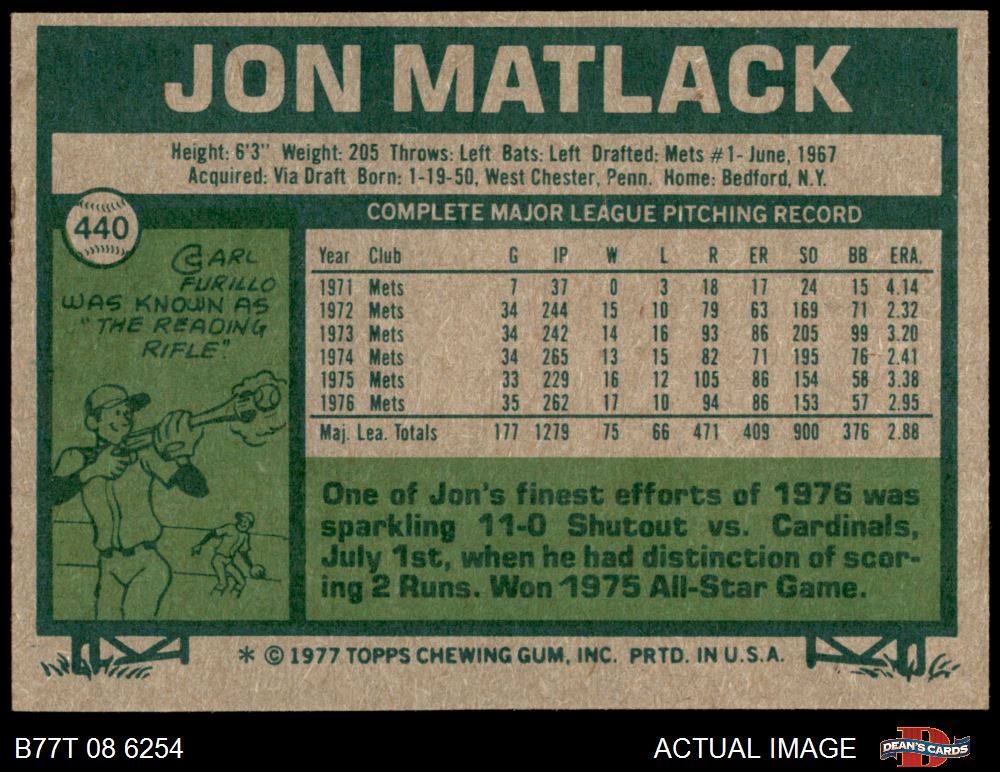 JON MATLACK
Height: 6'3" Weight: 205 Throws: Left Bats: Left Drafted: Mets #1-June, 1967
Acquired: Via Draft Born: 1-19-50, West Chester, Penn. Home: Bedford, N.Y.
440
CARL
FURILLO
WAS KNOWN AS
"THE READING
RIFLE"
COMPLETE MAJOR LEAGUE PITCHING RECORD
Year Club G IP W L R ER SO BB ERA.
1971 Mets 7 37 0 3 18 17 24 15 4.14
1972 Mets 34 244 15 10 79 63 169 71 2.32
1973 Mets 34 242 14 16 93 86 205 99 3.20
1974 Mets 34 265 13 15 82 71 195 76 2.41
1975 Mets 33 229 16 12 105 86 154 58 3.38
1976 Mets 35 262 17 10 94 86 153 57 2.95
Maj. Lea. Totals 177 1279 75 66 471 409 900 376 2.88
One of Jon's finest efforts of 1976 was
sparkling 11-0 Shutout vs. Cardinals,
July 1st, when he had distinction of scor-
ing 2 Runs. Won 1975 All-Star Game.
* © 1977 TOPPS CHEWING GUM, INC. PRTD. IN U.S.A.
B77T 08 6254
ACTUAL IMAGE
D
DEAN'S CARDS